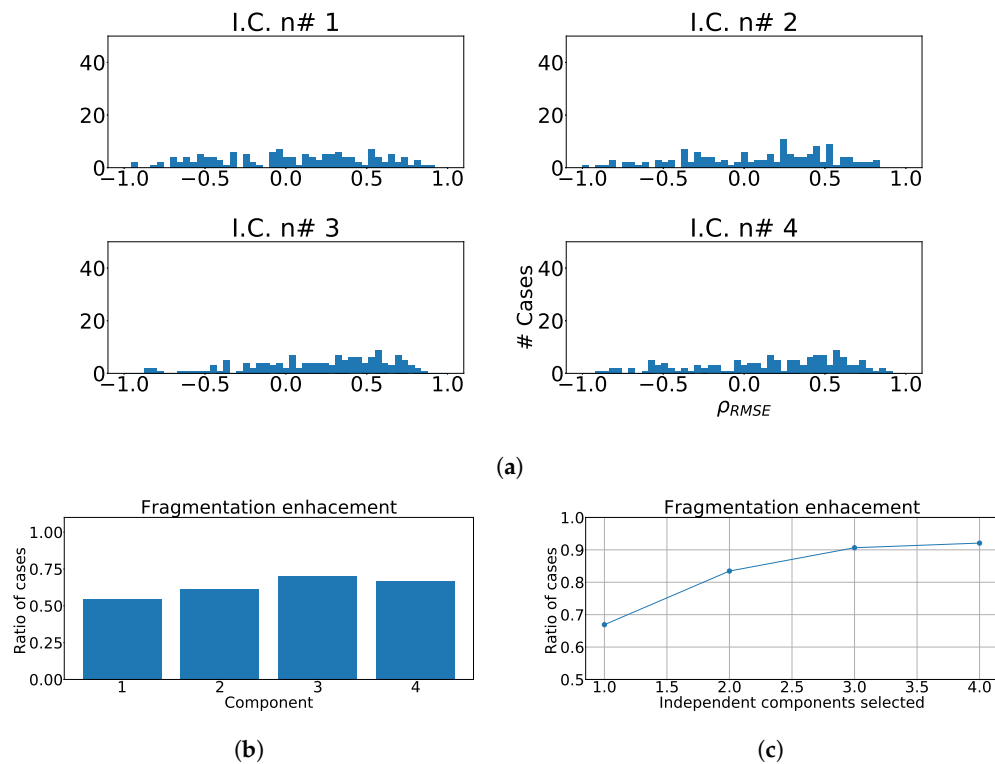 I.C. n# 1
40
20
0
−1.0 −0.5 0.0 0.5 1.0
I.C. n# 2
40
20
0
−1.0 −0.5 0.0 0.5 1.0
I.C. n# 3
40
20
0
−1.0 −0.5 0.0 0.5 1.0
I.C. n# 4
# Cases
40
20
0
−1.0 −0.5 0.0 0.5 1.0
ρRMSE
(a)
Fragmentation enhacement
Ratio of cases
1.00
0.75
0.50
0.25
0.00
1 2 3 4
Component
(b)
Fragmentation enhacement
Ratio of cases
1.0
0.9
0.8
0.7
0.6
0.5
1.0 1.5 2.0 2.5 3.0 3.5 4.0
Independent components selected
(c)